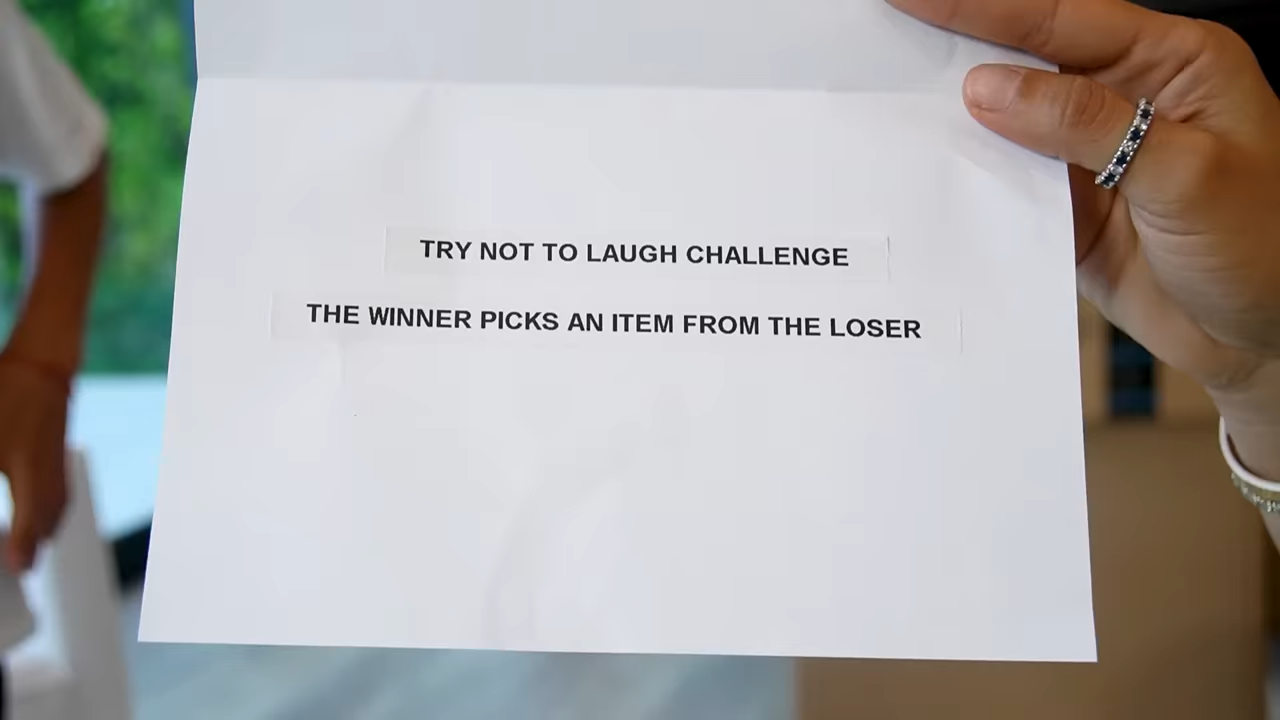 TRY NOT TO LAUGH CHALLENGE
THE WINNER PICKS AN ITEM FROM THE LOSER